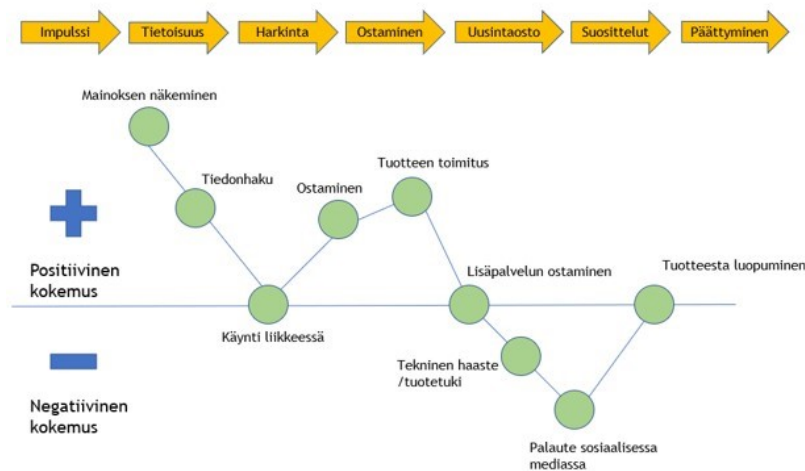 Impulssi
Tietoisuus
Harkinta
Ostaminen
Uusintaosto
Suosittelut
Päättyminen
Mainoksen näkeminen
Tiedonhaku
Ostaminen
Tuotteen toimitus
Positiivinen
kokemus
Käynti liikkeessä
Lisäpalvelun ostaminen
Tuotteesta luopuminen
Tekninen haaste
/tuotetuki
Negatiivinen
kokemus
Palaute sosiaalisessa
mediassa